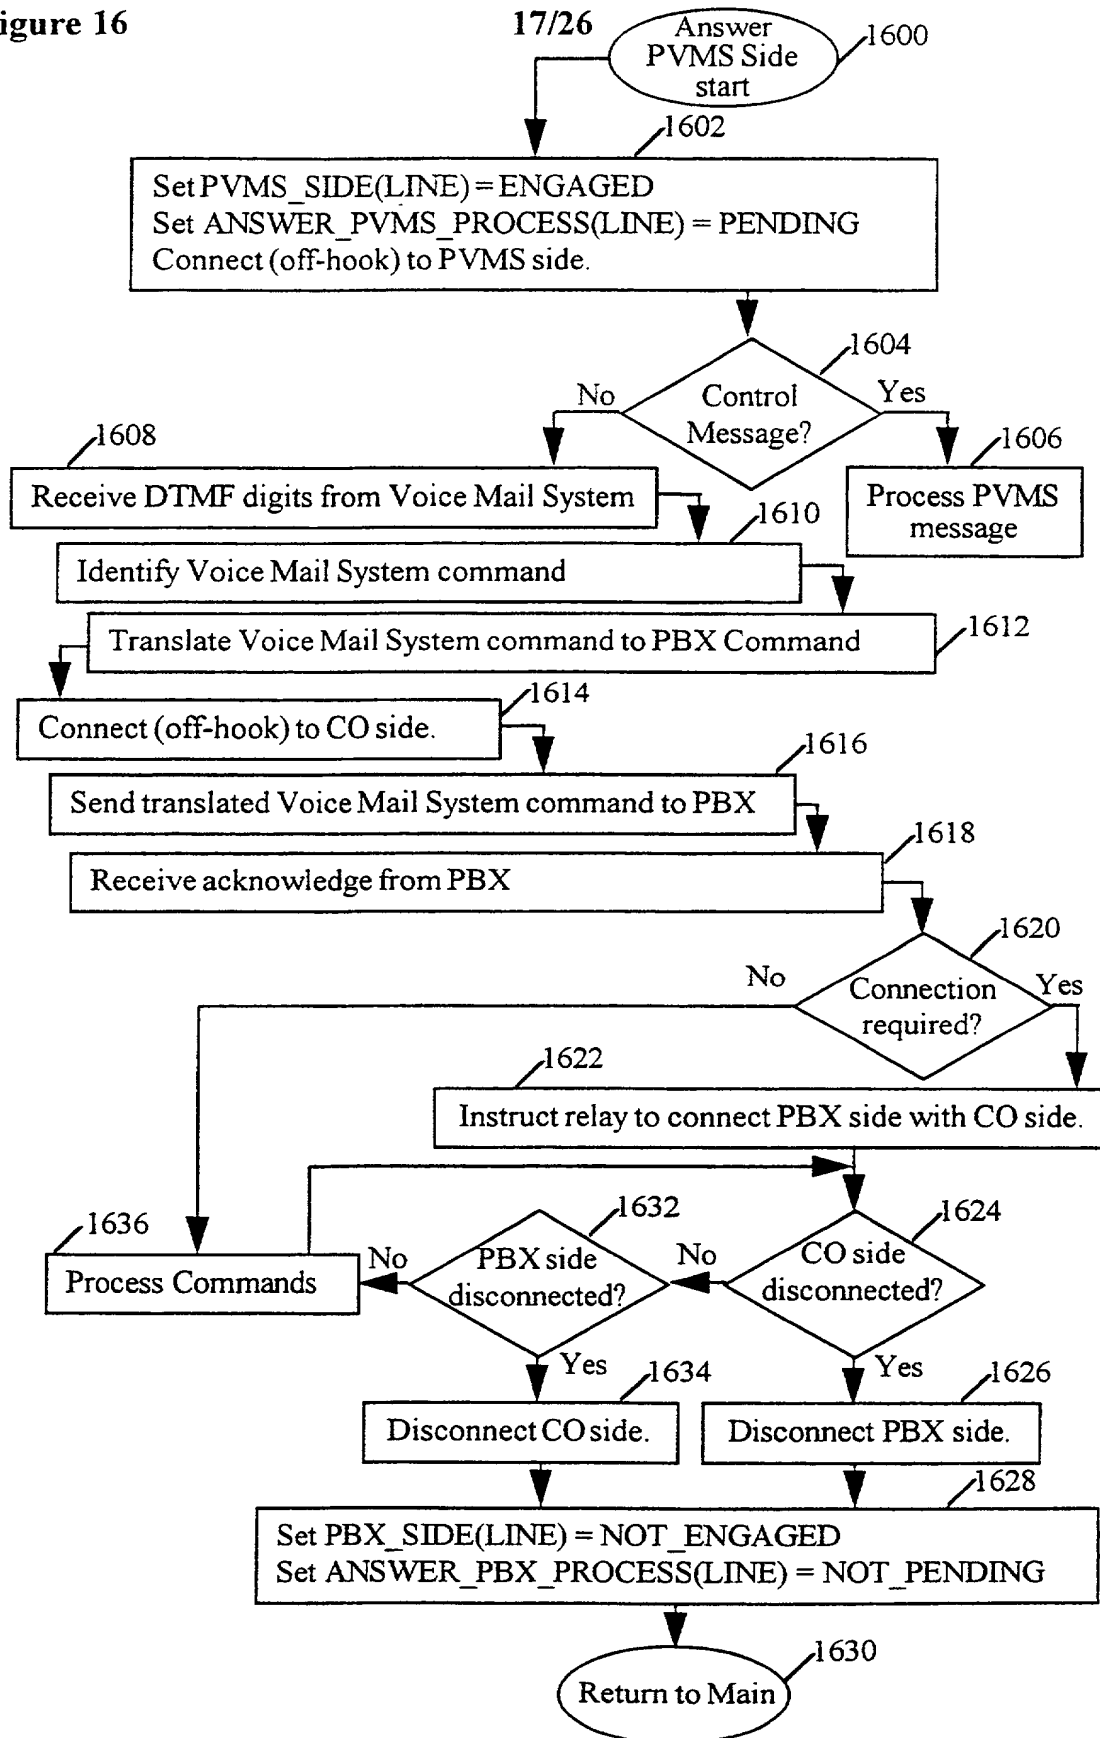 igure 16
17/26
Answer
PVMS Side
start
1600
1602
Set PVMS_SIDE(LINE) = ENGAGED
Set ANSWER_PVMS_PROCESS(LINE) = PENDING
Connect (off-hook) to PVMS side.
1604
Control
Message?
No
Yes
1606
Process PVMS
message
1608
Receive DTMF digits from Voice Mail System
1610
Identify Voice Mail System command
1612
Translate Voice Mail System command to PBX Command
1614
Connect (off-hook) to CO side.
1616
Send translated Voice Mail System command to PBX
1618
Receive acknowledge from PBX
1620
Connection
required?
No
Yes
1622
Instruct relay to connect PBX side with CO side.
1624
CO side
disconnected?
No
Yes
1632
PBX side
disconnected?
No
Yes
1636
Process Commands
1634
Disconnect CO side.
1626
Disconnect PBX side.
1628
Set PBX_SIDE(LINE) = NOT_ENGAGED
Set ANSWER_PBX_PROCESS(LINE) = NOT_PENDING
1630
Return to Main